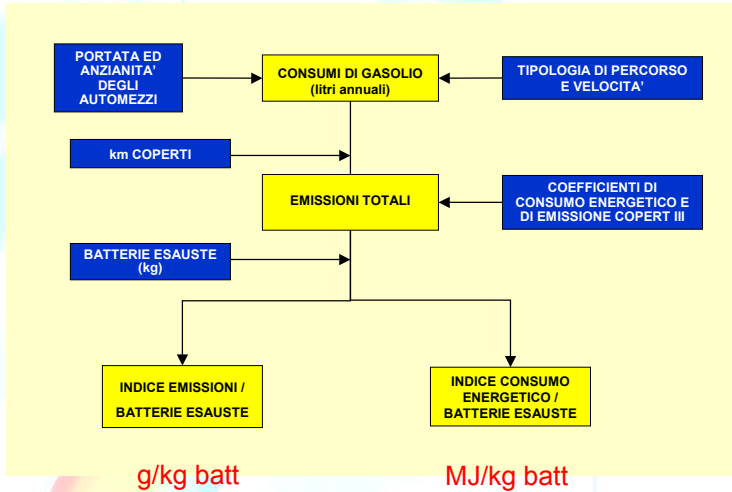 PORTATA ED
ANZIANITA'
DEGLI
AUTOMEZZI
CONSUMI DI GASOLIO
(litri annuali)
TIPOLOGIA DI PERCORSO
E VELOCITA'
km COPERTI
EMISSIONI TOTALI
COEFFICIENTI DI
CONSUMO ENERGETICO E
DI EMISSIONE COPERT III
BATTERIE ESAUSTE
(kg)
INDICE EMISSIONI /
BATTERIE ESAUSTE
INDICE CONSUMO
ENERGETICO /
BATTERIE ESAUSTE
g/kg batt
MJ/kg batt